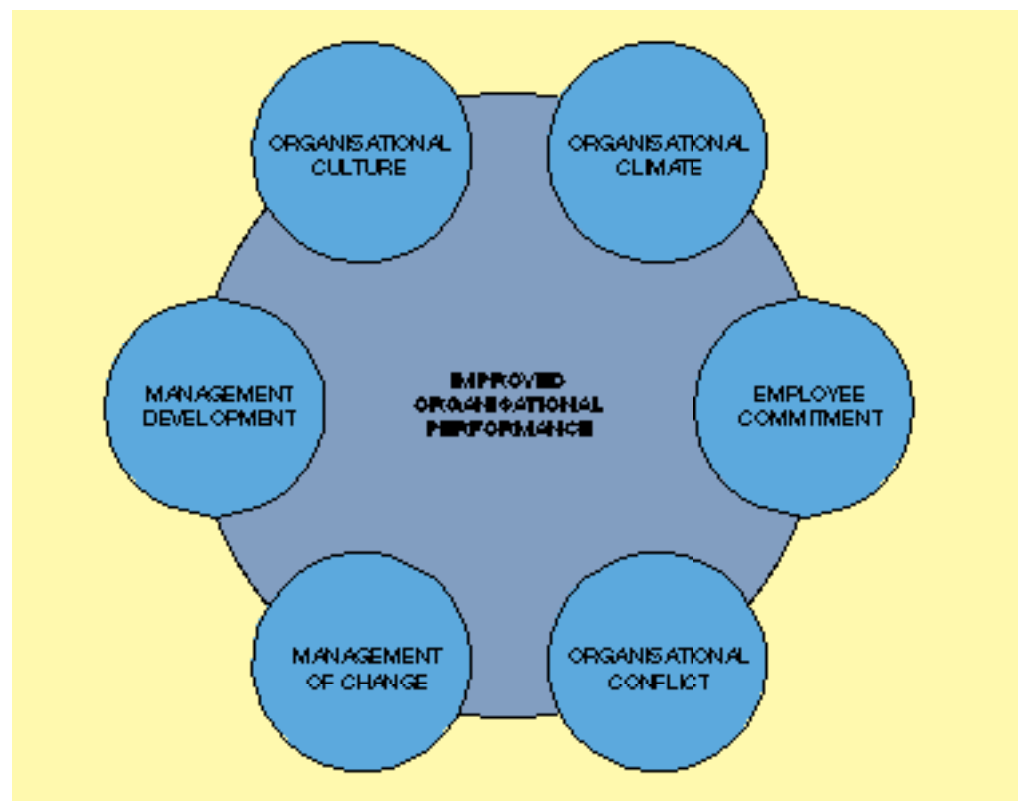 ORGANISATIONAL
CULTURE
ORGANISATIONAL
CLIMATE
MANAGEMENT
DEVELOPMENT
IMPROVED
ORGANISATIONAL
PERFORMANCE
EMPLOYEE
COMMITMENT
MANAGEMENT
OF CHANGE
ORGANISATIONAL
CONFLICT